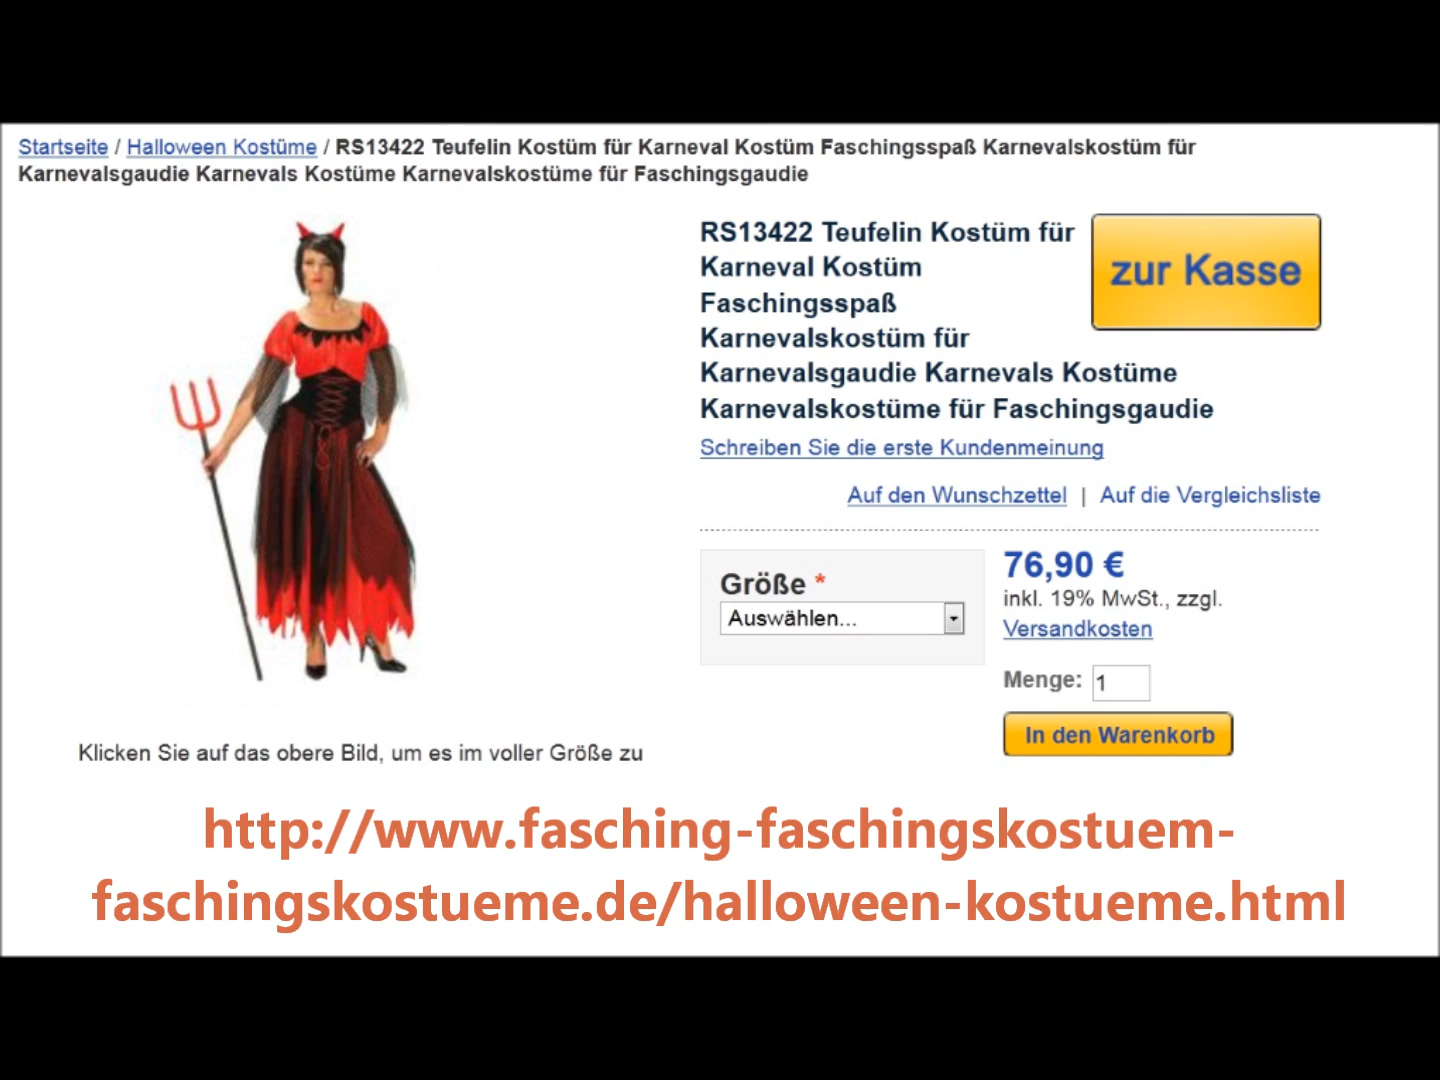 Startseite / Halloween Kostüme / RS13422 Teufelin Kostüm für Karneval Kostüm Faschingsspaß Karnevalskostüm für
Karnevalsgaudie Karnevals Kostüme Karnevalskostüme für Faschingsgaudie
RS13422 Teufelin Kostüm für
Karneval Kostüm
Faschingsspaß
Karnevalskostüm für
Karnevalsgaudie Karnevals Kostüme
Karnevalskostüme für Faschingsgaudie
zur Kasse
Schreiben Sie die erste Kundenmeinung
Auf den Wunschzettel | Auf die Vergleichsliste
Größe *
Auswählen...
76,90 €
inkl. 19% MwSt., zzgl.
Versandkosten
Menge: 1
In den Warenkorb
Klicken Sie auf das obere Bild, um es im voller Größe zu
http://www.fasching-faschingskostuem-
faschingskostueme.de/halloween-kostueme.html